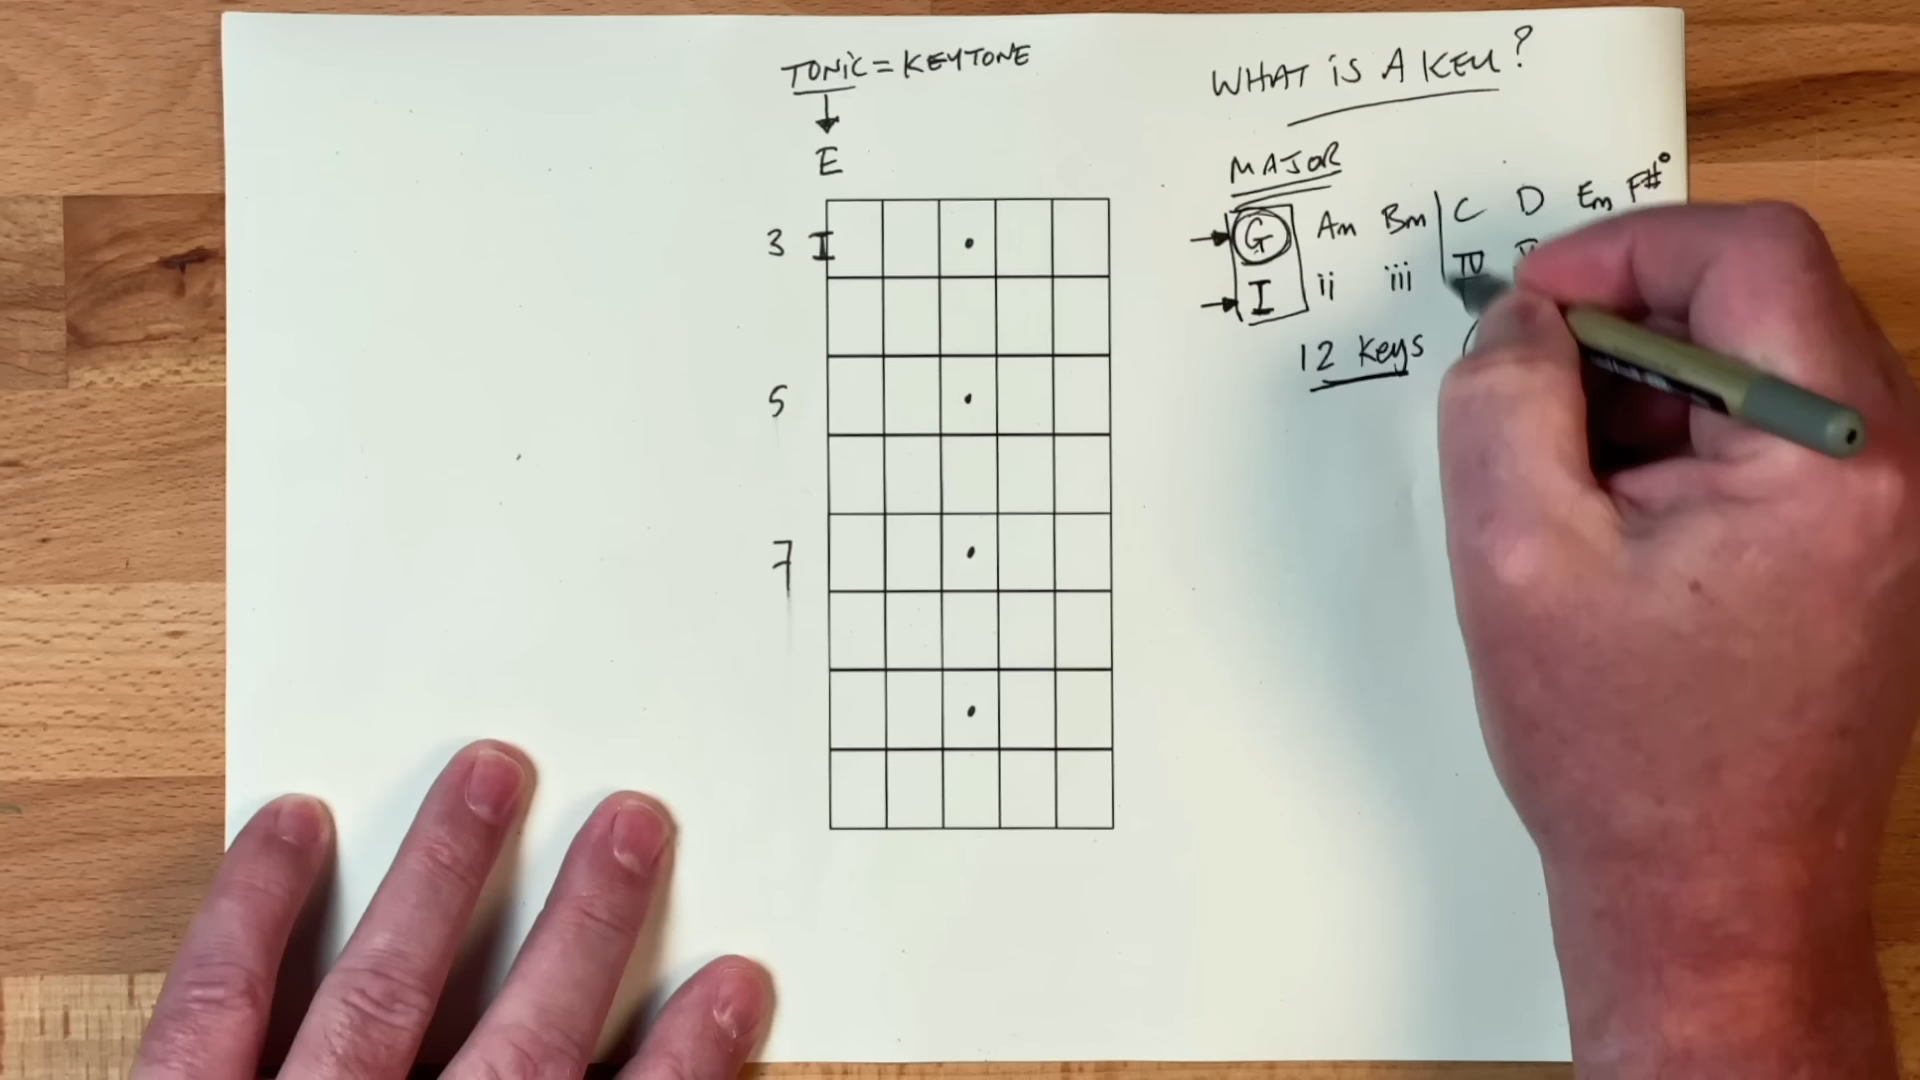 TONiC = KEYTONE
E
3 I
5
7
WHAT iS A KEY?
MAJOR
G Am Bm C D Em F#°
I ii iii IV
12 Keys